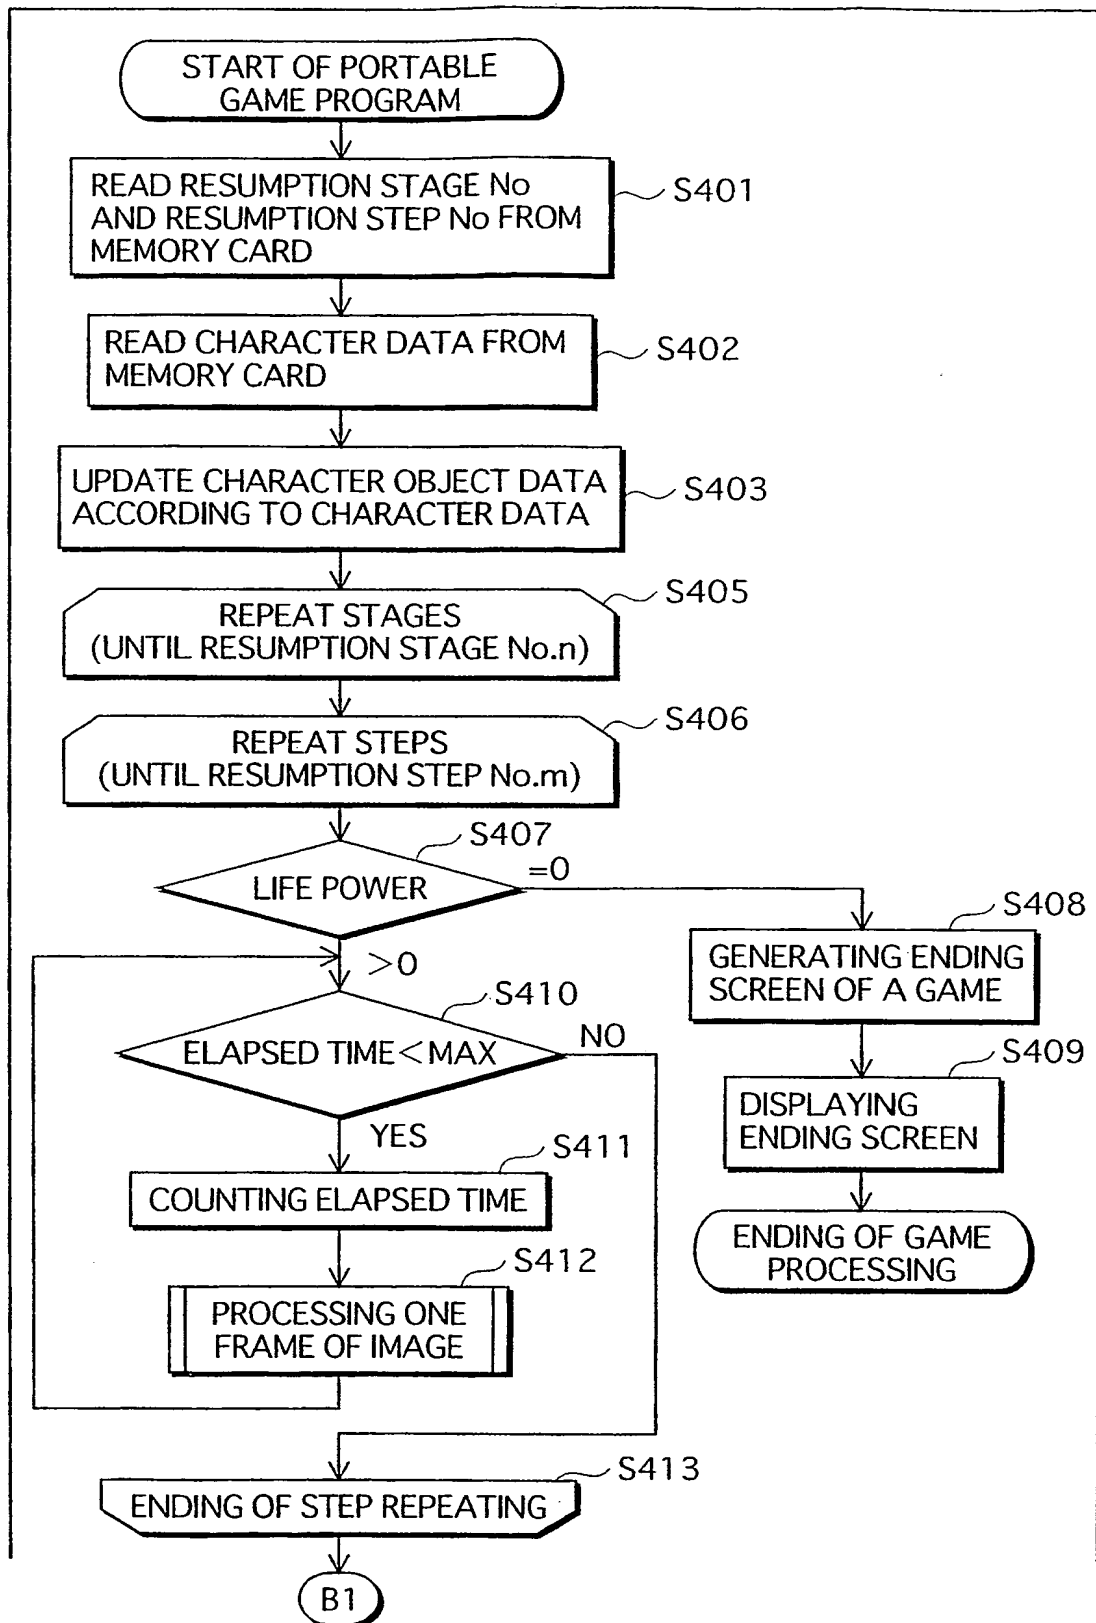 START OF PORTABLE
GAME PROGRAM
READ RESUMPTION STAGE No
AND RESUMPTION STEP No FROM
MEMORY CARD
S401
READ CHARACTER DATA FROM
MEMORY CARD
S402
UPDATE CHARACTER OBJECT DATA
ACCORDING TO CHARACTER DATA
S403
S405
REPEAT STAGES
(UNTIL RESUMPTION STAGE No.n)
S406
REPEAT STEPS
(UNTIL RESUMPTION STEP No.m)
S407
LIFE POWER
=0
>0
S408
GENERATING ENDING
SCREEN OF A GAME
S409
DISPLAYING
ENDING SCREEN
ENDING OF GAME
PROCESSING
S410
ELAPSED TIME<MAX
NO
YES
S411
COUNTING ELAPSED TIME
S412
PROCESSING ONE
FRAME OF IMAGE
S413
ENDING OF STEP REPEATING
B1